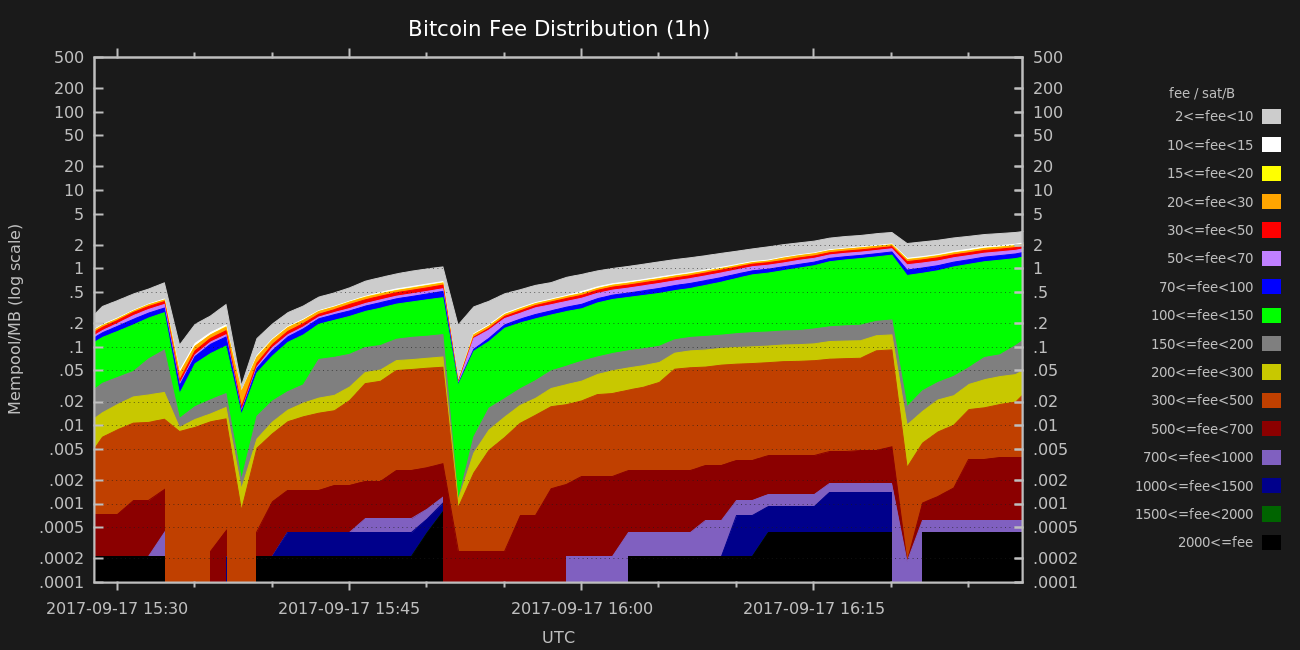 Bitcoin Fee Distribution (1h)
Mempool/MB (log scale)
500
200
100
50
20
10
5
2
1
.5
.2
.1
.05
.02
.01
.005
.002
.001
.0005
.0002
.0001
500
200
100
50
20
10
5
2
1
.5
.2
.1
.05
.02
.01
.005
.002
.001
.0005
.0002
.0001
2017-09-17 15:30
2017-09-17 15:45
2017-09-17 16:00
2017-09-17 16:15
UTC
fee / sat/B
2<=fee<10
10<=fee<15
15<=fee<20
20<=fee<30
30<=fee<50
50<=fee<70
70<=fee<100
100<=fee<150
150<=fee<200
200<=fee<300
300<=fee<500
500<=fee<700
700<=fee<1000
1000<=fee<1500
1500<=fee<2000
2000<=fee